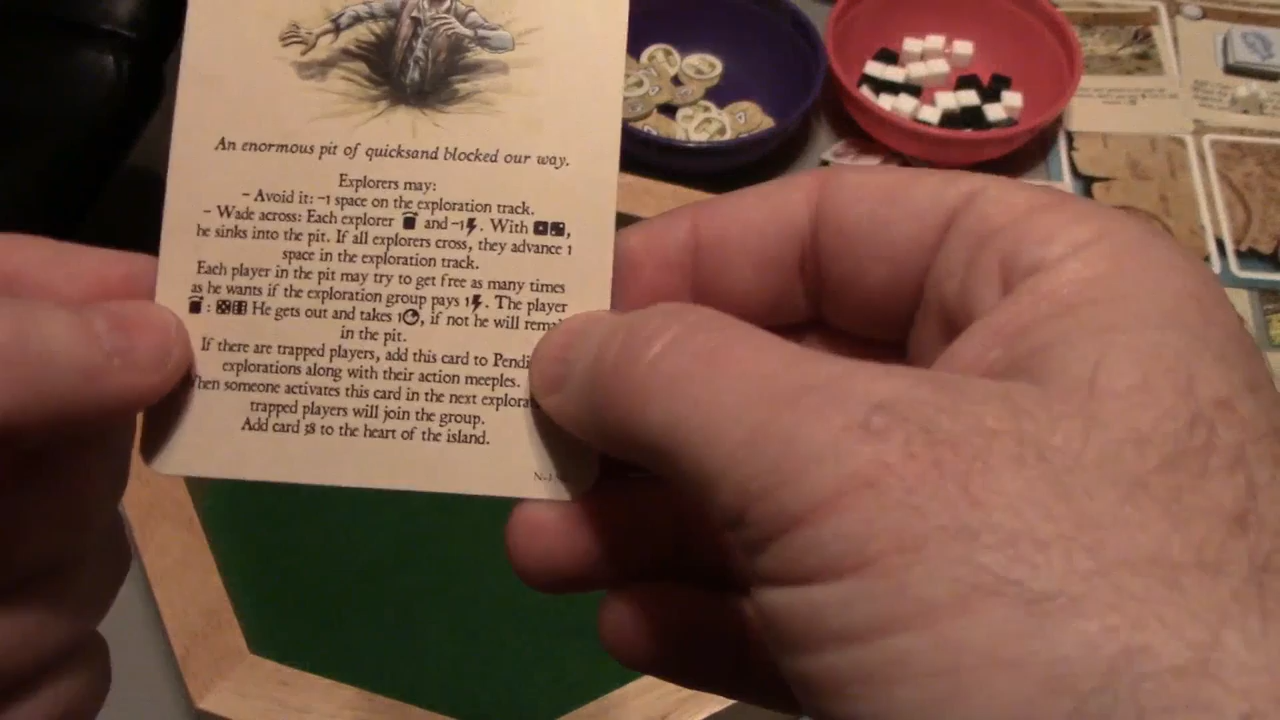 An enormous pit of quicksand blocked our way.
Explorers may:
– Avoid it: –1 space on the exploration track.
– Wade across: Each explorer and –1. With ,
he sinks into the pit. If all explorers cross, they advance 1
space in the exploration track.
Each player in the pit may try to get free as many times
as he wants if the exploration group pays 1. The player
: He gets out and takes 1, if not he will
in the pit.
If there are trapped players, add this card to
explorations along with their action meeples.
someone activates this card in the next
trapped players will join the group.
Add card 38 to the heart of the island.